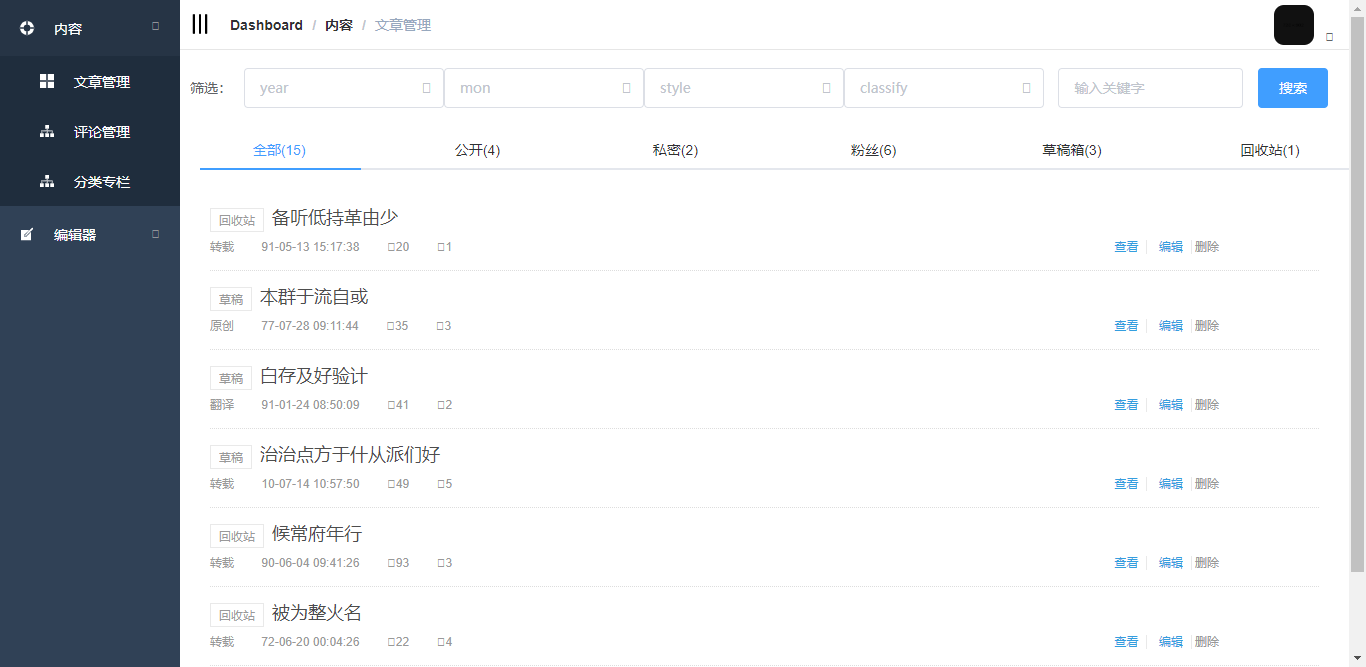 内容
文章管理
评论管理
分类专栏
编辑器
Dashboard / 内容 / 文章管理
筛选： year mon style classify 输入关键字 搜索
全部(15) 公开(4) 私密(2) 粉丝(6) 草稿箱(3) 回收站(1)
回收站 备听低持革由少
转载 91-05-13 15:17:38 20 1 查看 编辑 删除
草稿 本群于流自或
原创 77-07-28 09:11:44 35 3 查看 编辑 删除
草稿 白存及好验计
翻译 91-01-24 08:50:09 41 2 查看 编辑 删除
草稿 治治点方于什从派们好
转载 10-07-14 10:57:50 49 5 查看 编辑 删除
回收站 候常府年行
转载 90-06-04 09:41:26 93 3 查看 编辑 删除
回收站 被为整火名
转载 72-06-20 00:04:26 22 4 查看 编辑 删除